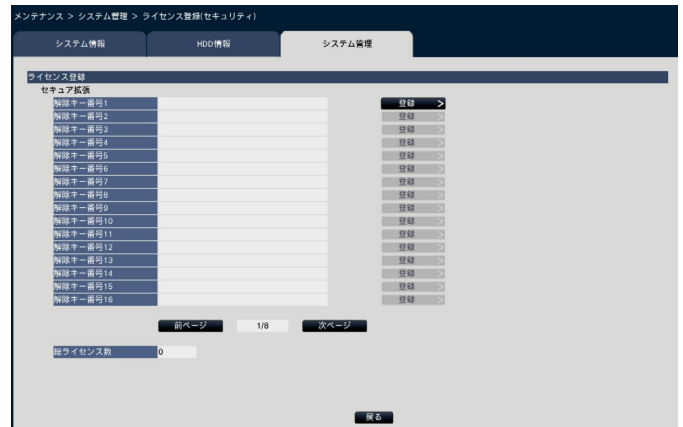 メンテナンス > システム管理 > ライセンス登録(セキュリティ)
システム情報 HDD情報 システム管理
ライセンス登録
セキュア拡張
解除キー番号1 登録 >
解除キー番号2 登録 >
解除キー番号3 登録 >
解除キー番号4 登録 >
解除キー番号5 登録 >
解除キー番号6 登録 >
解除キー番号7 登録 >
解除キー番号8 登録 >
解除キー番号9 登録 >
解除キー番号10 登録 >
解除キー番号11 登録 >
解除キー番号12 登録 >
解除キー番号13 登録 >
解除キー番号14 登録 >
解除キー番号15 登録 >
解除キー番号16 登録 >
前ページ 1/8 次ページ
総ライセンス数 0
戻る